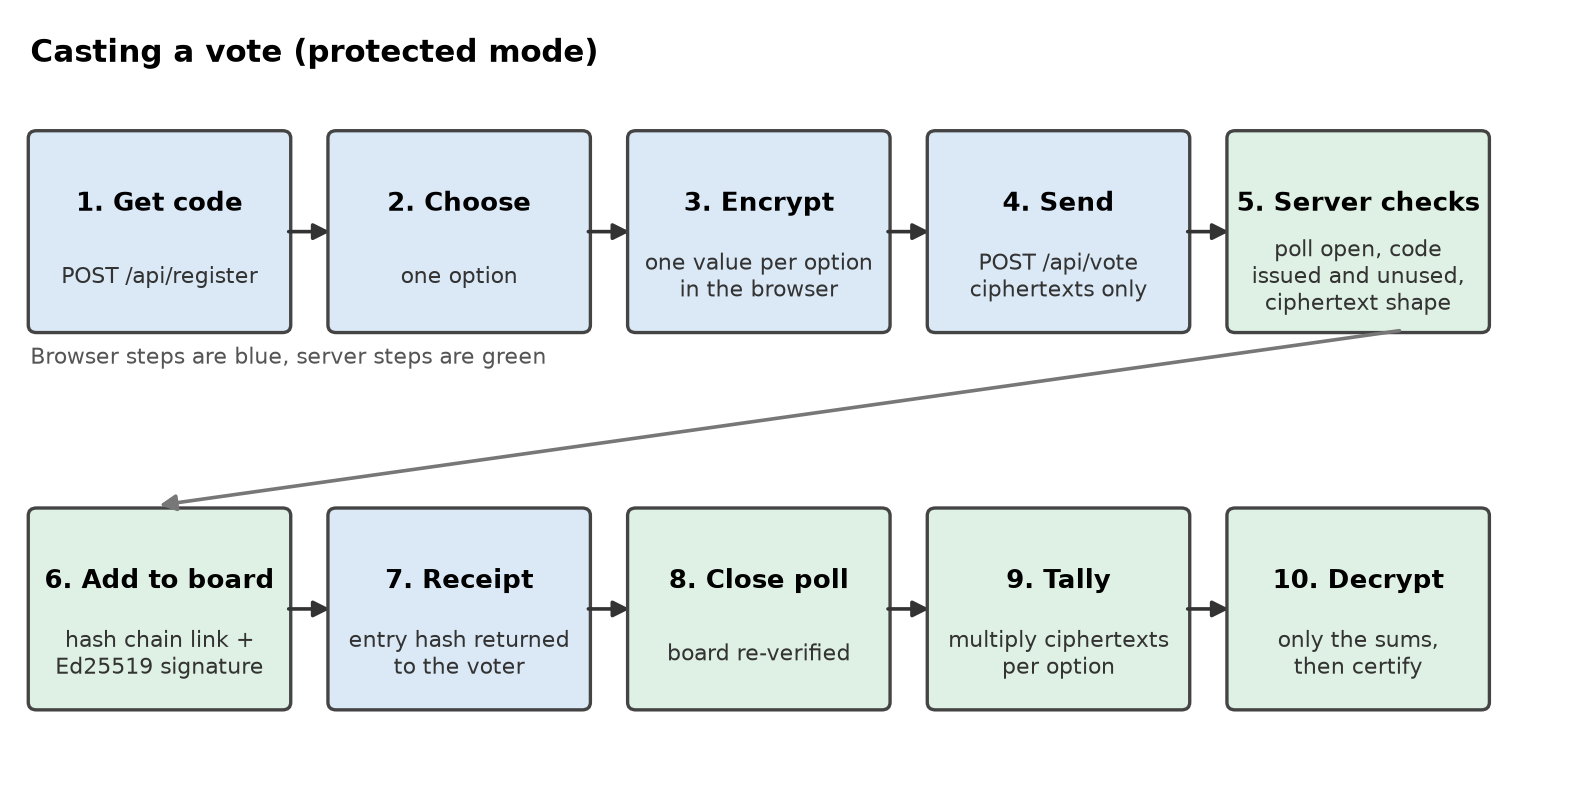 Casting a vote (protected mode)
1. Get code
POST /api/register
2. Choose
one option
3. Encrypt
one value per option
in the browser
4. Send
POST /api/vote
ciphertexts only
5. Server checks
poll open, code
issued and unused,
ciphertext shape
Browser steps are blue, server steps are green
6. Add to board
hash chain link +
Ed25519 signature
7. Receipt
entry hash returned
to the voter
8. Close poll
board re-verified
9. Tally
multiply ciphertexts
per option
10. Decrypt
only the sums,
then certify